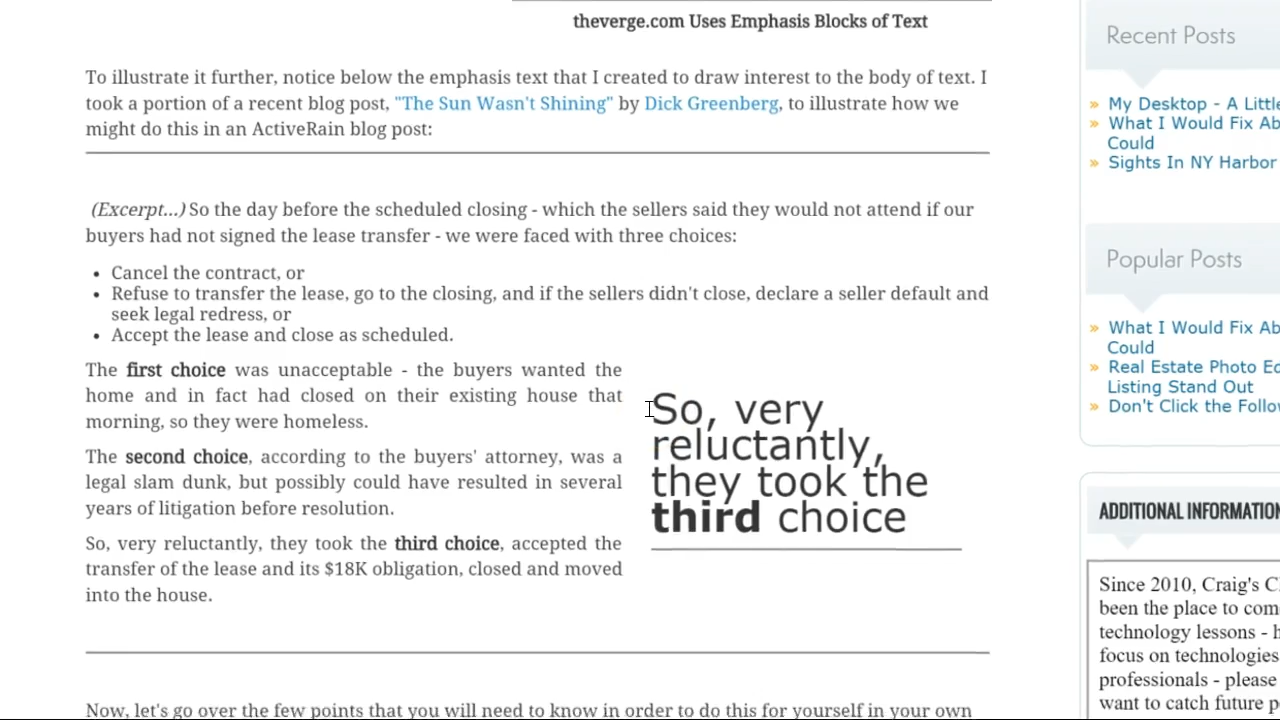 theverge.com Uses Emphasis Blocks of Text
To illustrate it further, notice below the emphasis text that I created to draw interest to the body of text. I
took a portion of a recent blog post, "The Sun Wasn't Shining" by Dick Greenberg, to illustrate how we
might do this in an ActiveRain blog post:
(Excerpt...) So the day before the scheduled closing - which the sellers said they would not attend if our
buyers had not signed the lease transfer - we were faced with three choices:
• Cancel the contract, or
• Refuse to transfer the lease, go to the closing, and if the sellers didn't close, declare a seller default and
seek legal redress, or
• Accept the lease and close as scheduled.
The first choice was unacceptable - the buyers wanted the
home and in fact had closed on their existing house that
morning, so they were homeless.
The second choice, according to the buyers' attorney, was a
legal slam dunk, but possibly could have resulted in several
years of litigation before resolution.
So, very reluctantly, they took the third choice, accepted the
transfer of the lease and its $18K obligation, closed and moved
into the house.
So, very
reluctantly,
they took the
third choice
Now, let's go over the few points that you will need to know in order to do this for yourself in your own
Recent Posts
» My Desktop - A Little
» What I Would Fix Ab
Could
» Sights In NY Harbor
Popular Posts
» What I Would Fix Ab
Could
» Real Estate Photo Ed
Listing Stand Out
» Don't Click the Follow
ADDITIONAL INFORMATION
Since 2010, Craig's C
been the place to com
technology lessons - h
focus on technologies
professionals - please
want to catch future p